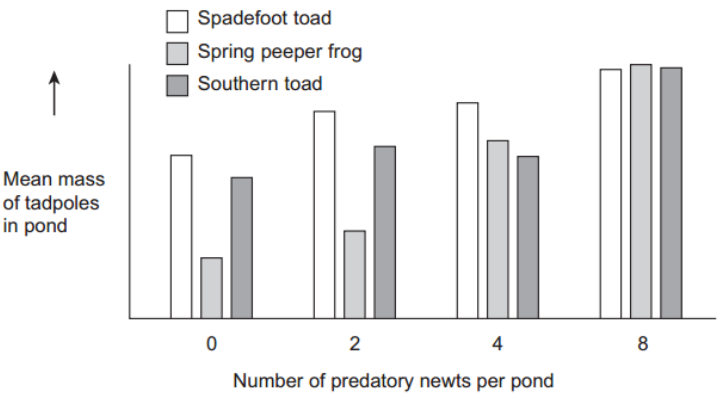 Spadefoot toad
Spring peeper frog
Southern toad
Mean mass
of tadpoles
in pond
0 2 4 8
Number of predatory newts per pond